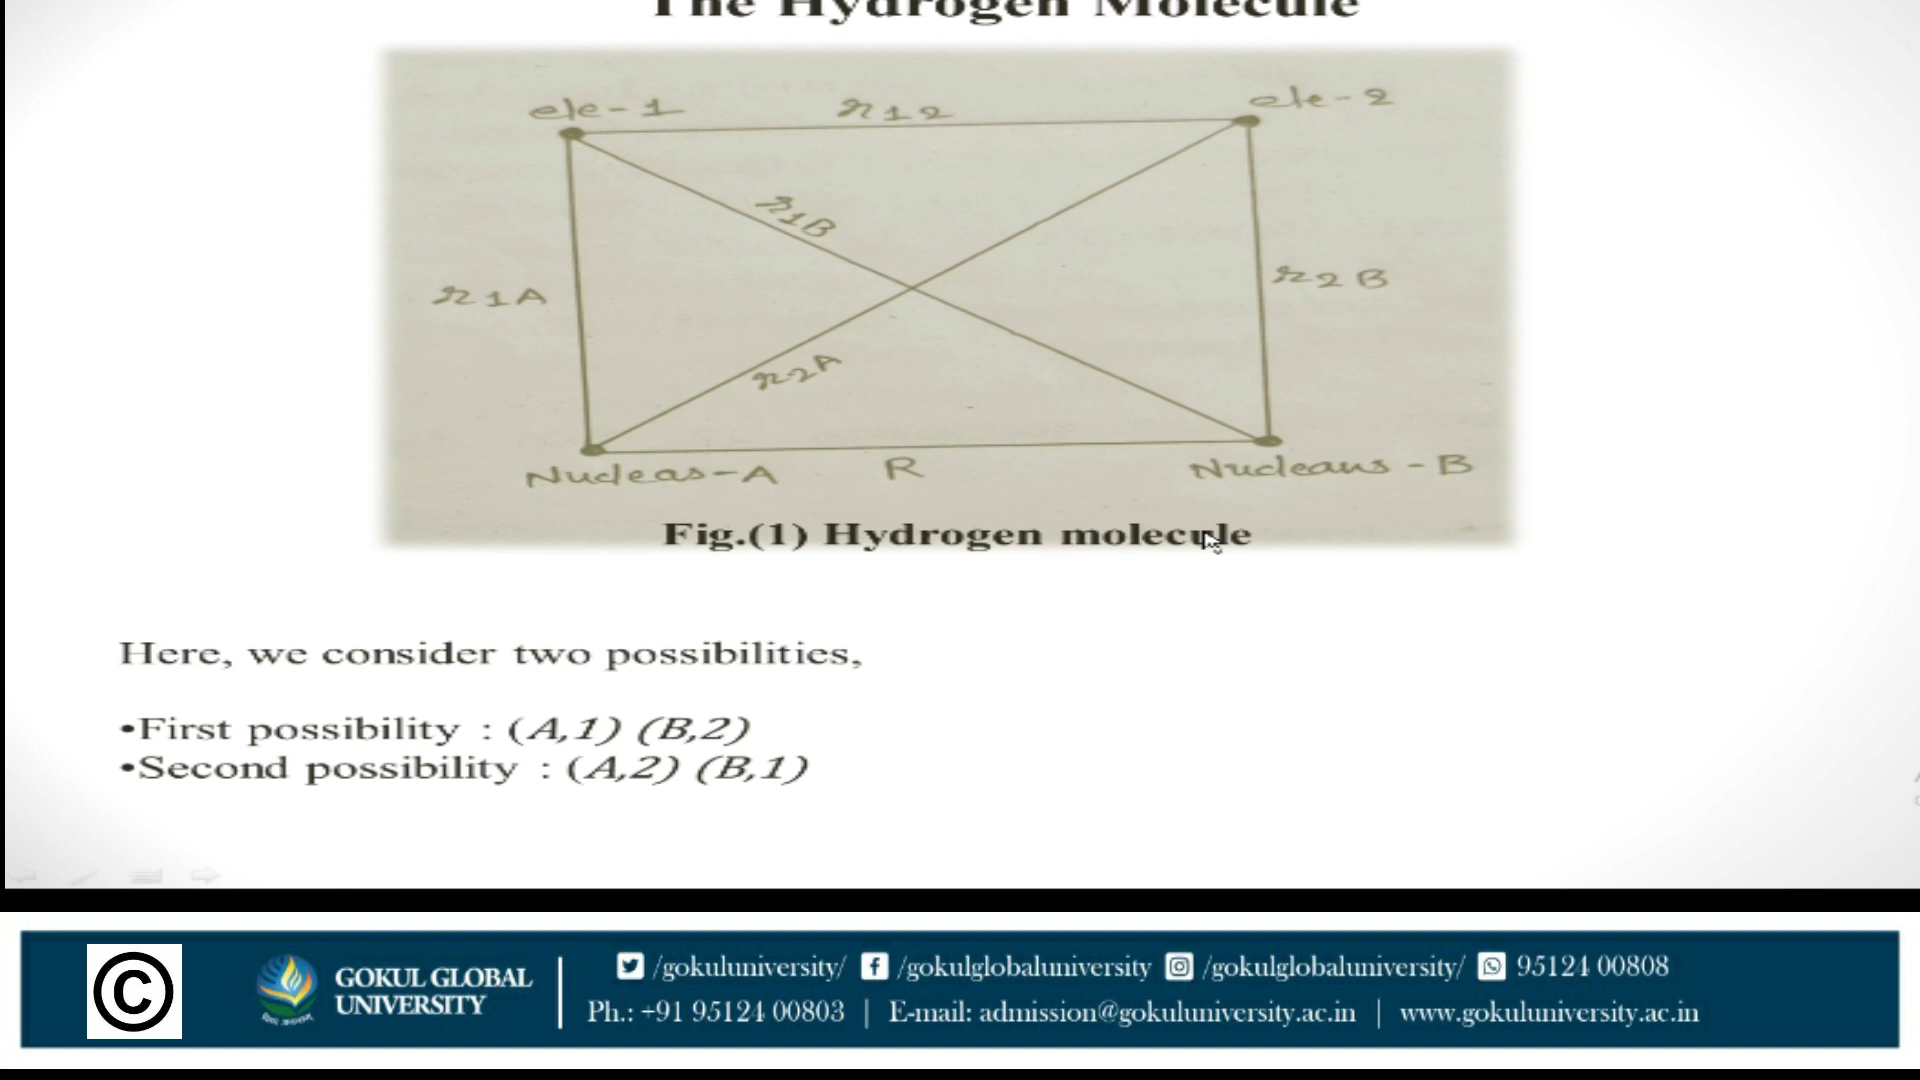 The Hydrogen Molecule
ele-1 r12 ele-2
r1B
r1A
r2B
r2A
Nucleas-A R Nucleans-B
Fig.(1) Hydrogen molecule
Here, we consider two possibilities,
•First possibility : (A,1) (B,2)
•Second possibility : (A,2) (B,1)
©
GOKUL GLOBAL
UNIVERSITY
/gokuluniversity/ /gokulglobaluniversity /gokulglobaluniversity/ 95124 00808
Ph.: +91 95124 00803 | E-mail: admission@gokuluniversity.ac.in | www.gokuluniversity.ac.in